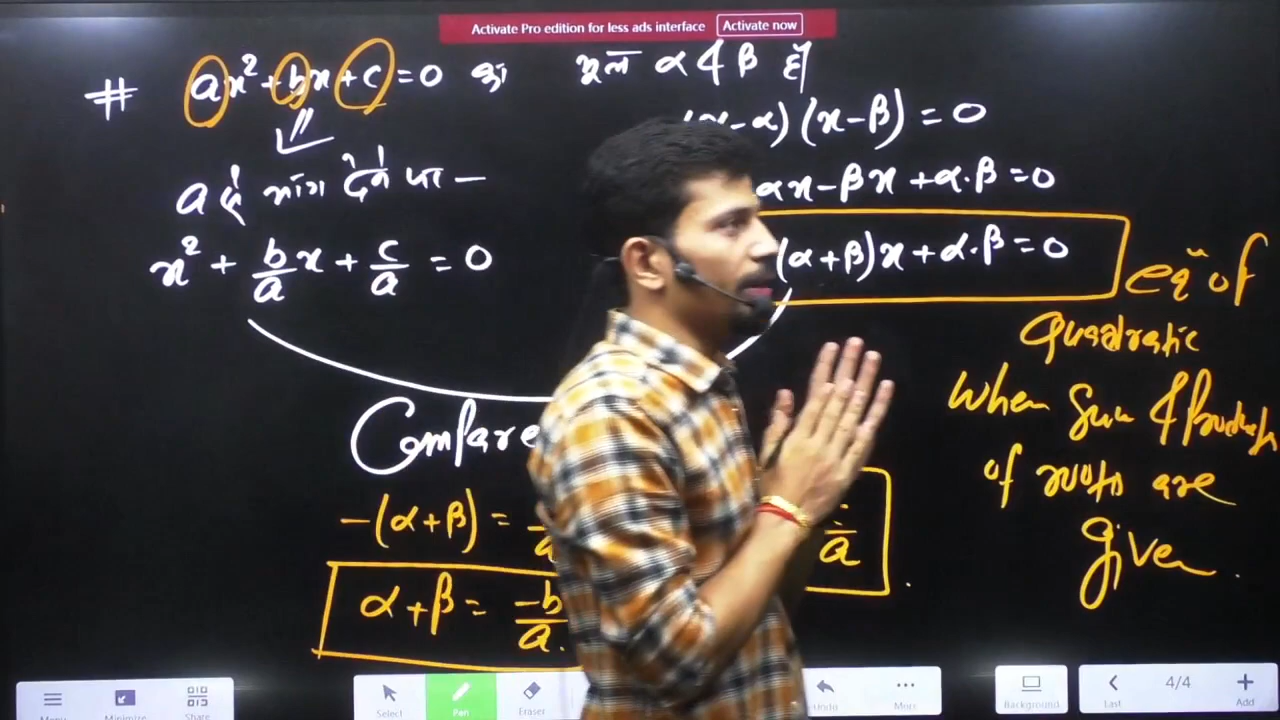 Activate Pro edition for less ads interface Activate now
# ax² + bx + c = 0 का मूल α & β हों
(x-α)(x-β) = 0
a से भाग देने पर –
αx - βx + α.β = 0
x² + b/a x + c/a = 0
(α+β)x + α.β = 0
eqⁿ of
Quadratic
when sum & Product
of roots are
given.
Compare
-(α+β) =
a
α+β = -b/a.
Menu Minimize Share Select Pen Eraser Undo More Background Last 4/4 Add